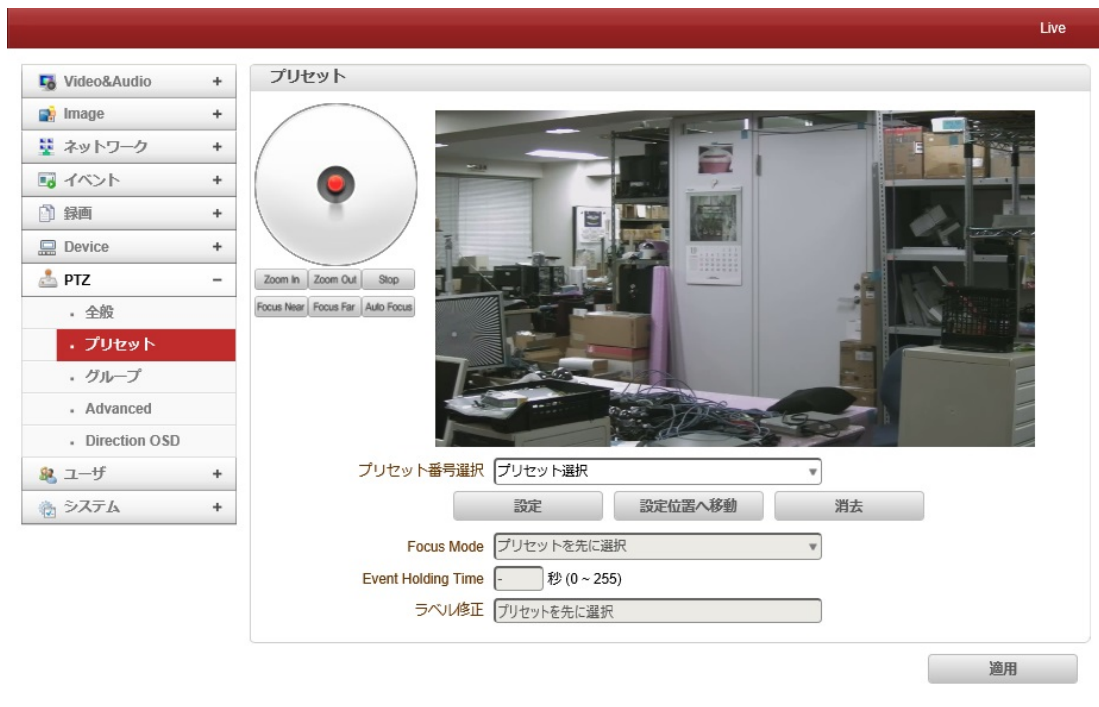 Live
Video&Audio +
Image +
ネットワーク +
イベント +
録画 +
Device +
PTZ –
・ 全般
・ プリセット
・ グループ
・ Advanced
・ Direction OSD
ユーザ +
システム +
プリセット
Zoom In Zoom Out Stop
Focus Near Focus Far Auto Focus
プリセット番号選択 プリセット選択
設定 設定位置へ移動 消去
Focus Mode プリセットを先に選択
Event Holding Time - 秒 (0 ~ 255)
ラベル修正 プリセットを先に選択
適用